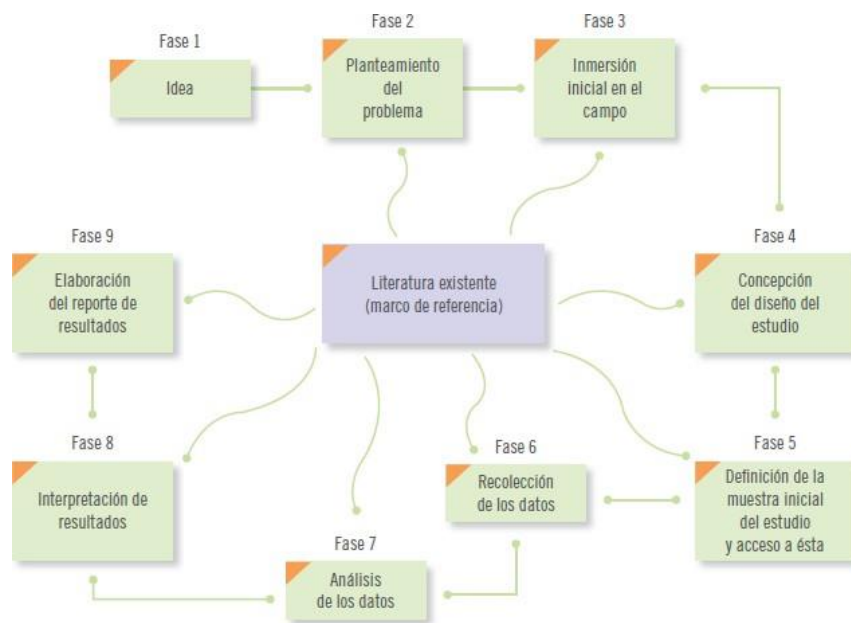 Fase 1
Idea
Fase 2
Planteamiento
del
problema
Fase 3
Inmersión
inicial en el
campo
Fase 4
Concepción
del diseño del
estudio
Fase 5
Definición de la
muestra inicial
del estudio
y acceso a ésta
Fase 6
Recolección
de los datos
Fase 7
Análisis
de los datos
Fase 8
Interpretación de
resultados
Fase 9
Elaboración
del reporte de
resultados
Literatura existente
(marco de referencia)